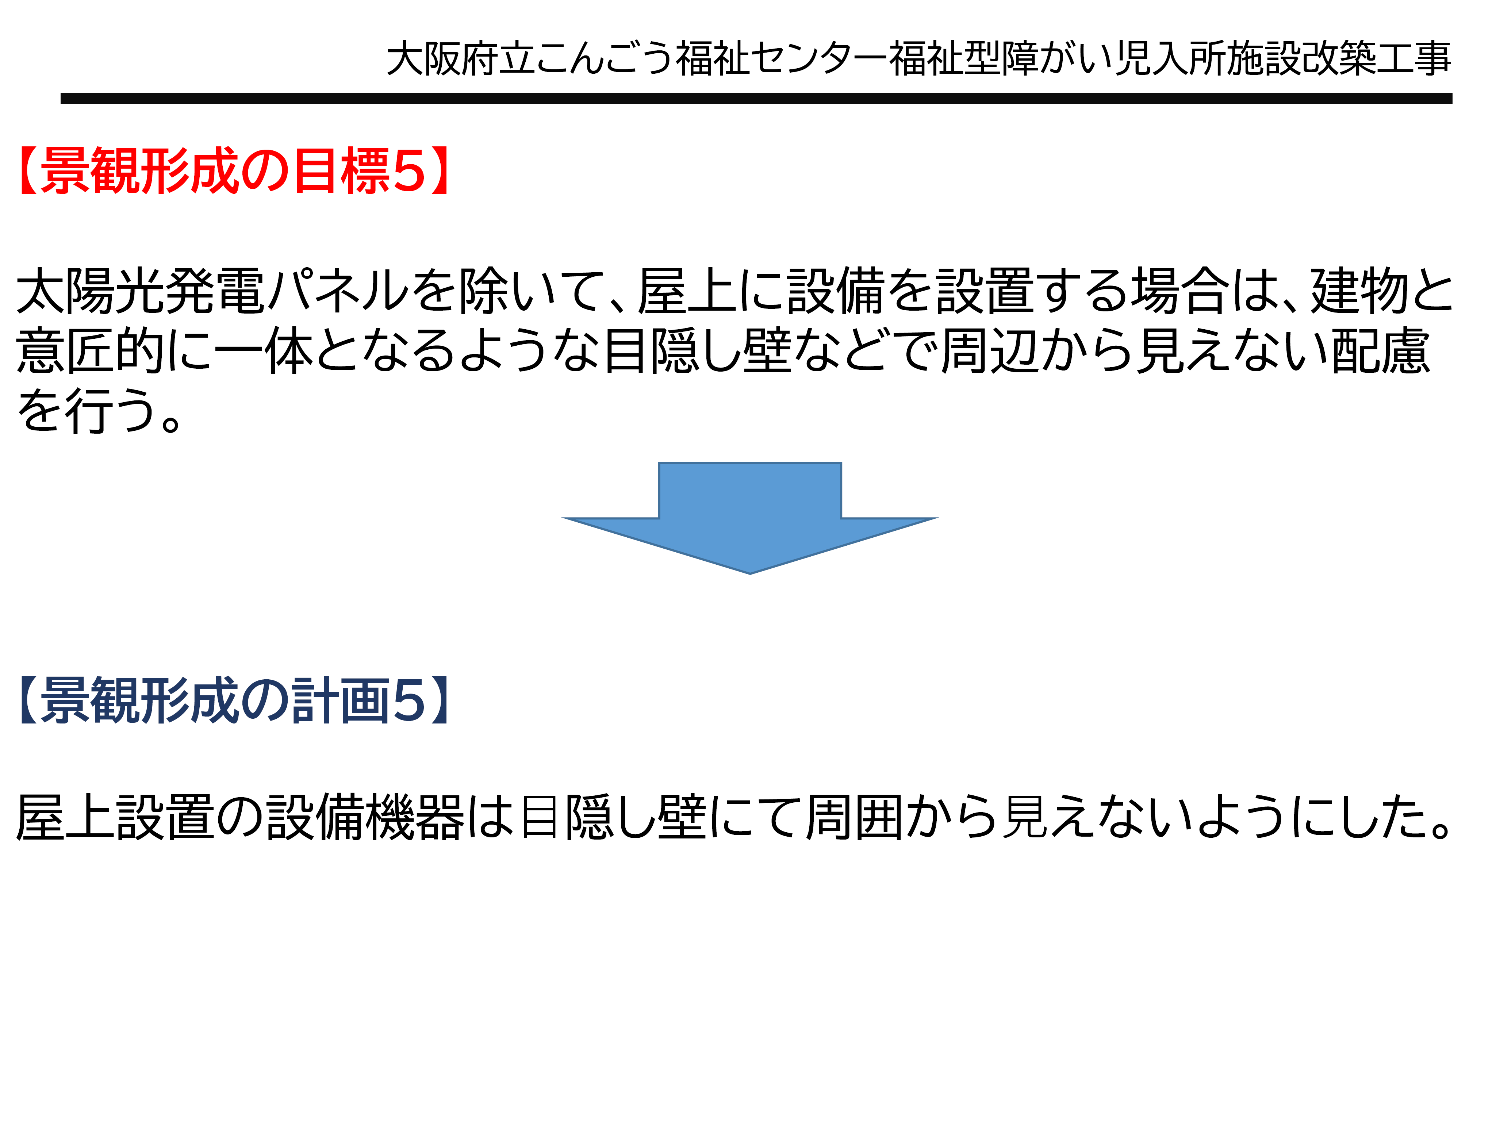 大阪府立こんごう福祉センター福祉型障がい児入所施設改築工事
【景観形成の目標５】
太陽光発電パネルを除いて、屋上に設備を設置する場合は、建物と
意匠的に一体となるような目隠し壁などで周辺から見えない配慮
を行う。
【景観形成の計画５】
屋上設置の設備機器は目隠し壁にて周囲から見えないようにした。